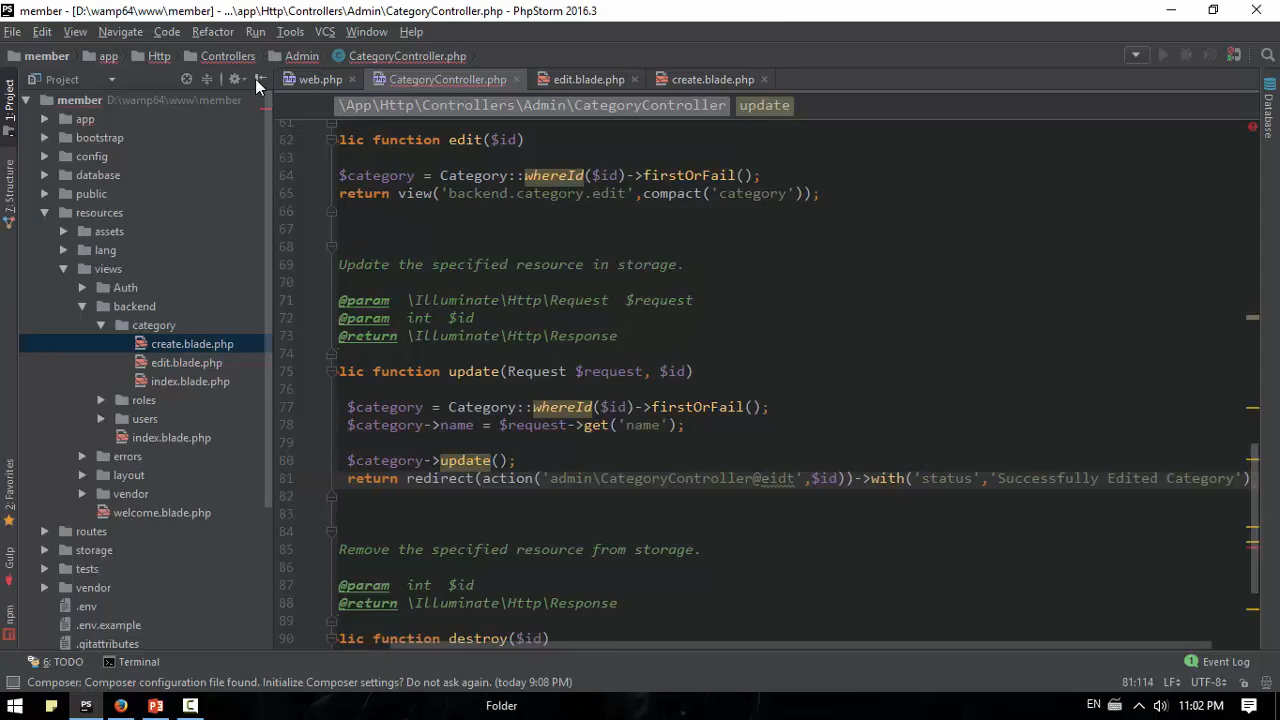 member - [D:\wamp64\www\member] - ...\app\Http\Controllers\Admin\CategoryController.php - PhpStorm 2016.3
File Edit View Navigate Code Refactor Run Tools VCS Window Help
member app Http Controllers Admin CategoryController.php
Project web.php CategoryController.php edit.blade.php create.blade.php
member D:\wamp64\www\member
\App\Http\Controllers\Admin\CategoryController update
app
bootstrap
config
database
public
resources
assets
lang
views
Auth
backend
category
create.blade.php
edit.blade.php
index.blade.php
roles
users
index.blade.php
errors
layout
vendor
welcome.blade.php
routes
storage
tests
vendor
.env
.env.example
.gitattributes
1: Project
7: Structure
2: Favorites
Gulp
npm
Database
61
62 lic function edit($id)
63
64 $category = Category::whereId($id)->firstOrFail();
65 return view('backend.category.edit',compact('category'));
66
67
68
69 Update the specified resource in storage.
70
71 @param \Illuminate\Http\Request $request
72 @param int $id
73 @return \Illuminate\Http\Response
74
75 lic function update(Request $request, $id)
76
77 $category = Category::whereId($id)->firstOrFail();
78 $category->name = $request->get('name');
79
80 $category->update();
81 return redirect(action('admin\CategoryController@eidt',$id))->with('status','Successfully Edited Category')
82
83
84
85 Remove the specified resource from storage.
86
87 @param int $id
88 @return \Illuminate\Http\Response
89
90 lic function destroy($id)
6: TODO Terminal 1 Event Log
Composer: Composer configuration file found. Initialize Composer settings? Do not ask again. (today 9:08 PM) 81:114 LF÷ UTF-8÷
Folder EN 11:02 PM